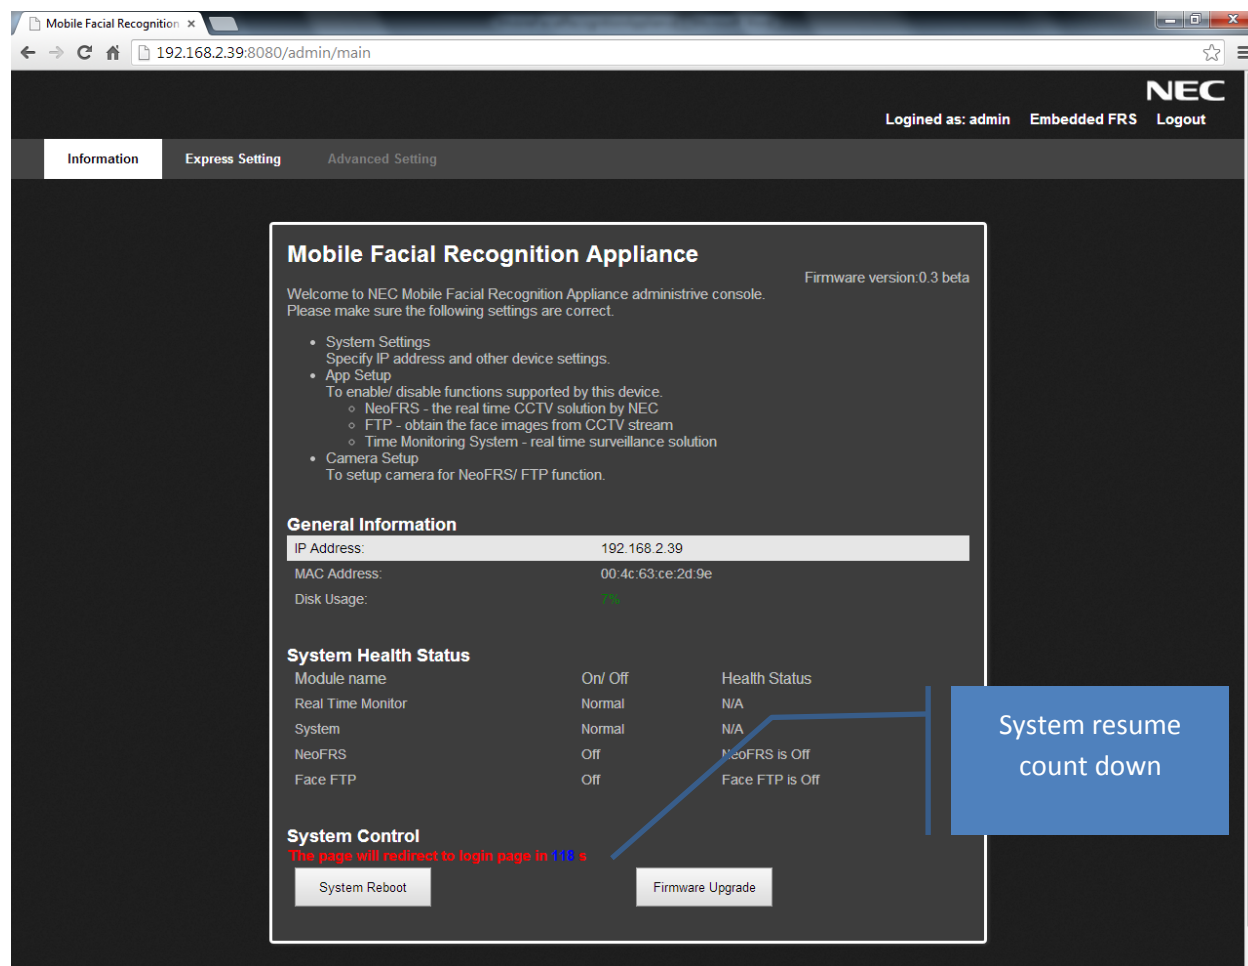 Mobile Facial Recognition ×
192.168.2.39:8080/admin/main
NEC
Logined as: admin Embedded FRS Logout
Information Express Setting Advanced Setting
Mobile Facial Recognition Appliance
Firmware version:0.3 beta
Welcome to NEC Mobile Facial Recognition Appliance administrive console.
Please make sure the following settings are correct.
• System Settings
Specify IP address and other device settings.
• App Setup
To enable/ disable functions supported by this device.
◦ NeoFRS - the real time CCTV solution by NEC
◦ FTP - obtain the face images from CCTV stream
◦ Time Monitoring System - real time surveillance solution
• Camera Setup
To setup camera for NeoFRS/ FTP function.
General Information
IP Address: 192.168.2.39
MAC Address: 00:4c:63:ce:2d:9e
Disk Usage: 7%
System Health Status
Module name On/ Off Health Status
Real Time Monitor Normal N/A
System Normal N/A
NeoFRS Off NeoFRS is Off
Face FTP Off Face FTP is Off
System resume
count down
System Control
The page will redirect to login page in 118 s
System Reboot Firmware Upgrade